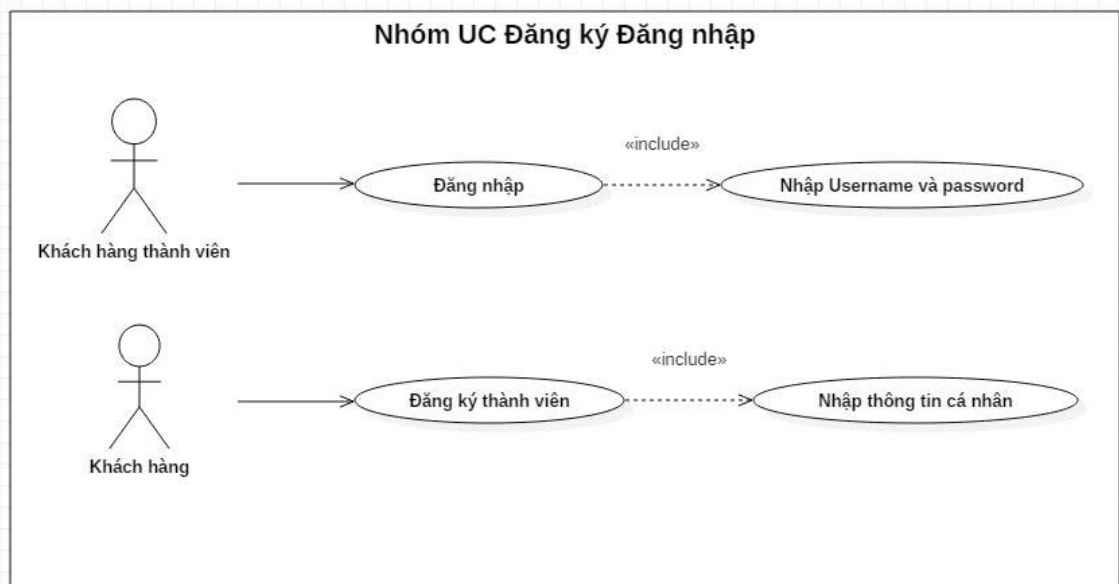 Nhóm UC Đăng ký Đăng nhập
«include»
Đăng nhập
Nhập Username và password
Khách hàng thành viên
«include»
Đăng ký thành viên
Nhập thông tin cá nhân
Khách hàng